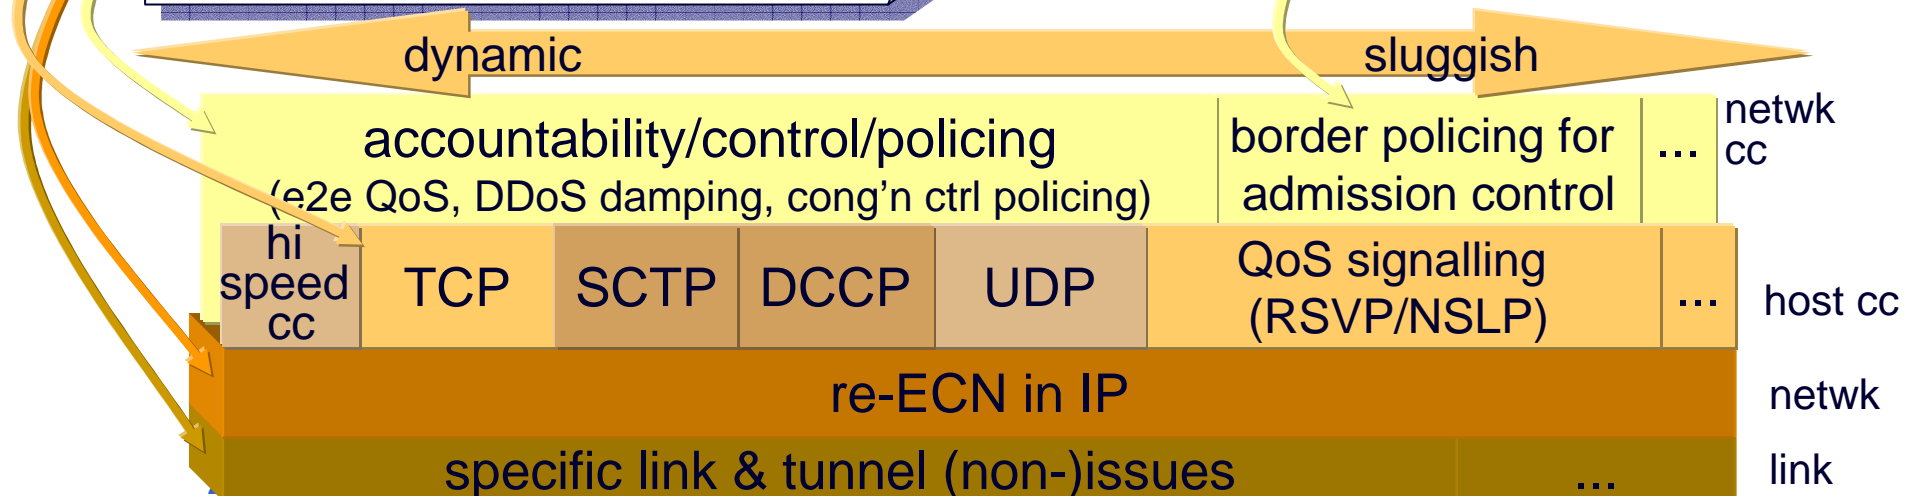 dynamic
sluggish
accountability/control/policing
(e2e QoS, DDoS damping, cong'n ctrl policing)
border policing for
admission control
...
netwk
cc
hi
speed
cc
TCP
SCTP
DCCP
UDP
QoS signalling
(RSVP/NSLP)
...
host cc
re-ECN in IP
netwk
specific link & tunnel (non-)issues
...
link